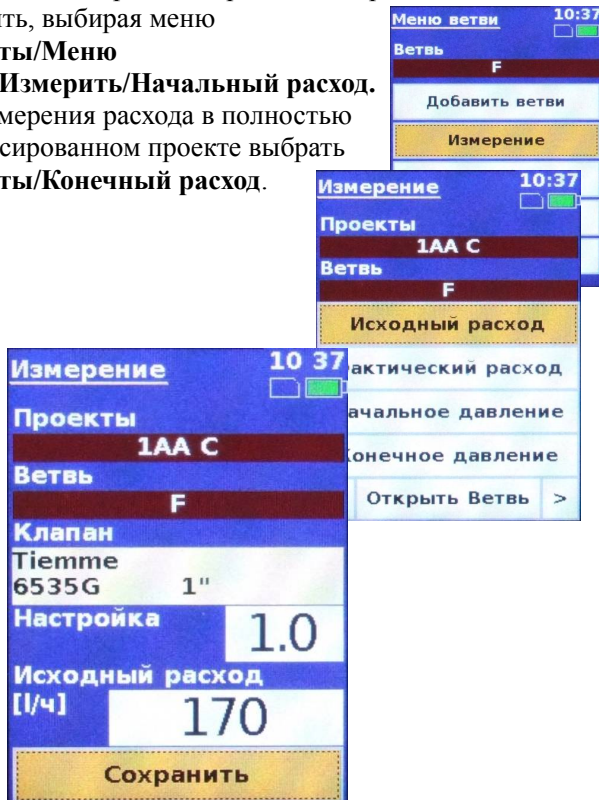 ить, выбирая меню
ты/Меню
Измерить/Начальный расход.
мерения расхода в полностью
сированном проекте выбрать
ты/Конечный расход.
Меню ветви 10:37
Ветвь
F
Добавить ветви
Измерение
Измерение 10:37
Проекты
1AA C
Ветвь
F
Исходный расход
актический расход
ачальное давление
онечное давление
Открыть Ветвь >
Измерение 10 37
Проекты
1AA C
Ветвь
F
Клапан
Tiemme
6535G 1"
Настройка
1.0
Исходный расход
[l/ч]
170
Сохранить